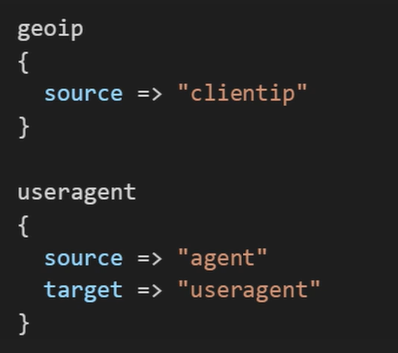 geoip
{
  source => "clientip"
}

useragent
{
  source => "agent"
  target => "useragent"
}